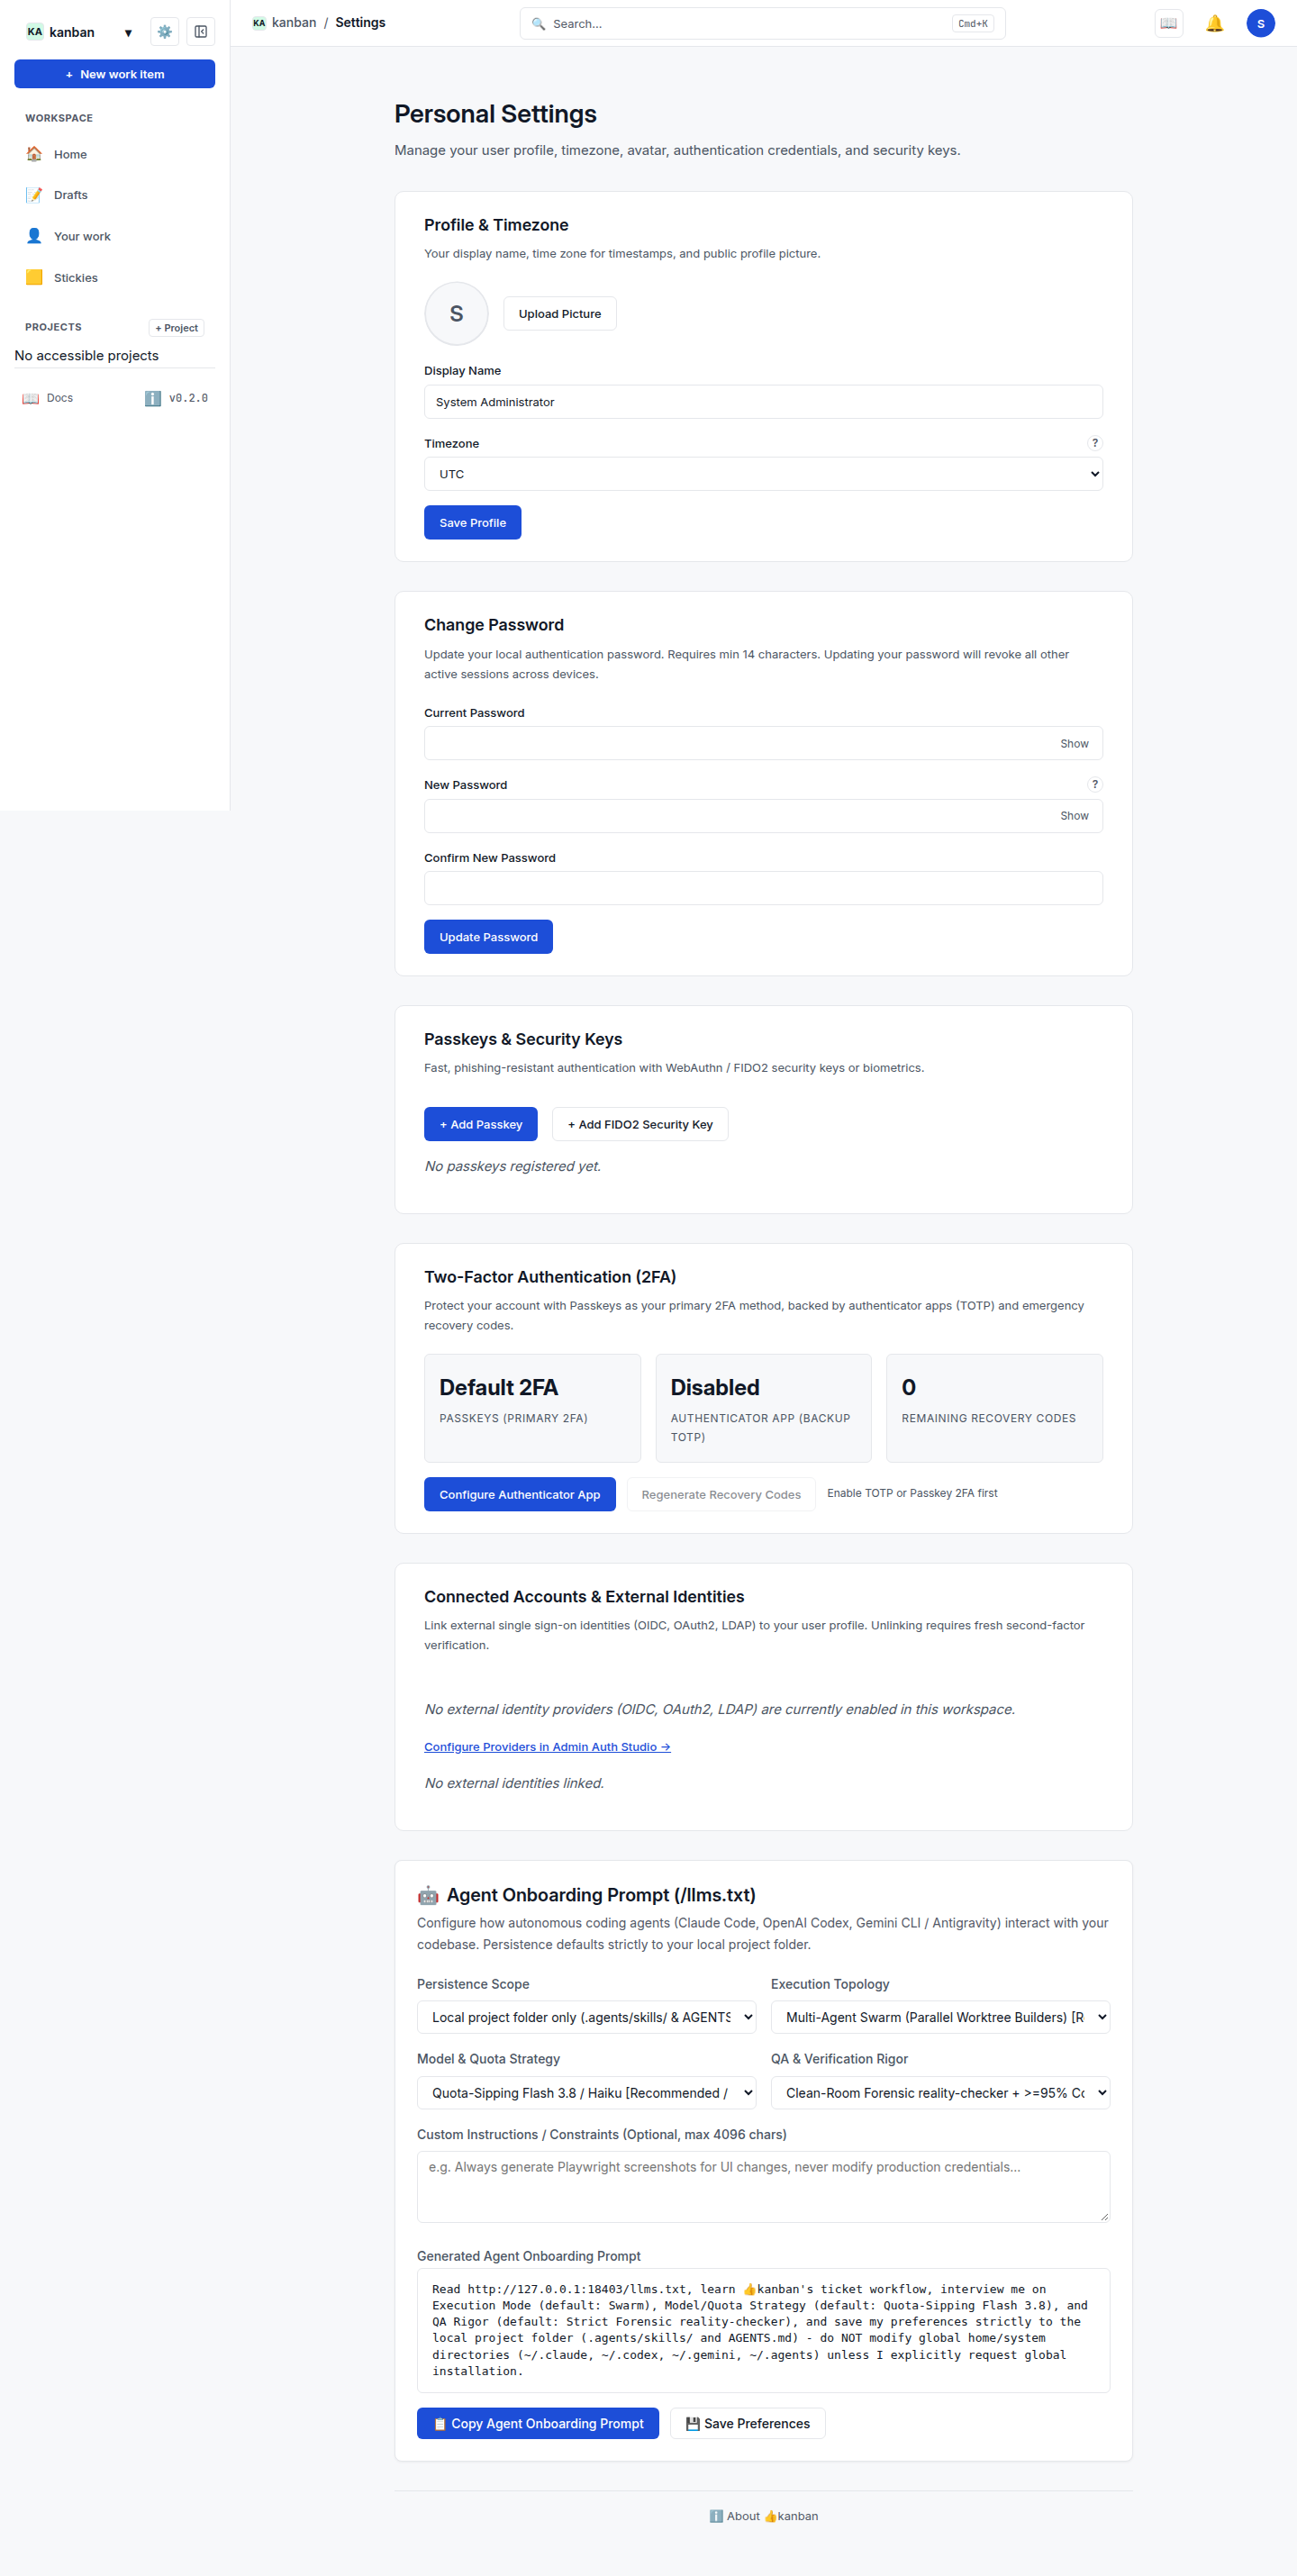 KA kanban ▾
+ New work item
WORKSPACE
Home
Drafts
Your work
Stickies
PROJECTS + Project
No accessible projects
Docs v0.2.0
KA kanban / Settings
Search... Cmd+K
S
Personal Settings
Manage your user profile, timezone, avatar, authentication credentials, and security keys.
Profile & Timezone
Your display name, time zone for timestamps, and public profile picture.
S Upload Picture
Display Name
System Administrator
Timezone ?
UTC
Save Profile
Change Password
Update your local authentication password. Requires min 14 characters. Updating your password will revoke all other
active sessions across devices.
Current Password
Show
New Password ?
Show
Confirm New Password
Update Password
Passkeys & Security Keys
Fast, phishing-resistant authentication with WebAuthn / FIDO2 security keys or biometrics.
+ Add Passkey + Add FIDO2 Security Key
No passkeys registered yet.
Two-Factor Authentication (2FA)
Protect your account with Passkeys as your primary 2FA method, backed by authenticator apps (TOTP) and emergency
recovery codes.
Default 2FA
PASSKEYS (PRIMARY 2FA)
Disabled
AUTHENTICATOR APP (BACKUP
TOTP)
0
REMAINING RECOVERY CODES
Configure Authenticator App Regenerate Recovery Codes Enable TOTP or Passkey 2FA first
Connected Accounts & External Identities
Link external single sign-on identities (OIDC, OAuth2, LDAP) to your user profile. Unlinking requires fresh second-factor
verification.
No external identity providers (OIDC, OAuth2, LDAP) are currently enabled in this workspace.
Configure Providers in Admin Auth Studio →
No external identities linked.
🤖 Agent Onboarding Prompt (/llms.txt)
Configure how autonomous coding agents (Claude Code, OpenAI Codex, Gemini CLI / Antigravity) interact with your
codebase. Persistence defaults strictly to your local project folder.
Persistence Scope
Local project folder only (.agents/skills/ & AGENTS
Execution Topology
Multi-Agent Swarm (Parallel Worktree Builders) [R
Model & Quota Strategy
Quota-Sipping Flash 3.8 / Haiku [Recommended /
QA & Verification Rigor
Clean-Room Forensic reality-checker + >=95% Co
Custom Instructions / Constraints (Optional, max 4096 chars)
e.g. Always generate Playwright screenshots for UI changes, never modify production credentials...
Generated Agent Onboarding Prompt
Read http://127.0.0.1:18403/llms.txt, learn 👍kanban's ticket workflow, interview me on
Execution Mode (default: Swarm), Model/Quota Strategy (default: Quota-Sipping Flash 3.8), and
QA Rigor (default: Strict Forensic reality-checker), and save my preferences strictly to the
local project folder (.agents/skills/ and AGENTS.md) - do NOT modify global home/system
directories (~/.claude, ~/.codex, ~/.gemini, ~/.agents) unless I explicitly request global
installation.
📋 Copy Agent Onboarding Prompt 💾 Save Preferences
ℹ️ About 👍kanban